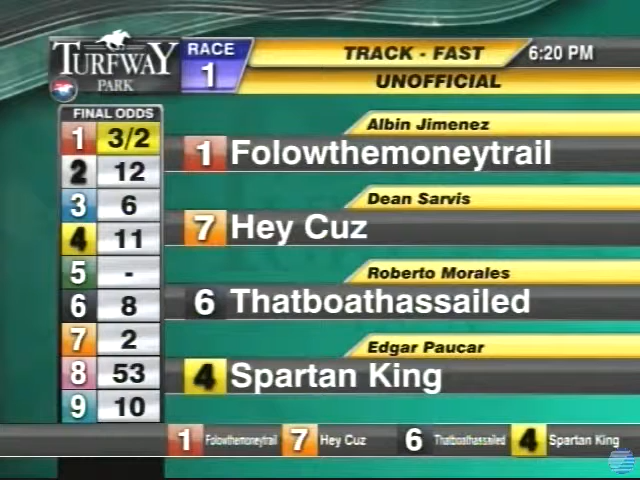 TURFWAY
PARK
RACE
1
TRACK - FAST
6:20 PM
UNOFFICIAL
FINAL ODDS
1 3/2
2 12
3 6
4 11
5 -
6 8
7 2
8 53
9 10
Albin Jimenez
1 Folowthemoneytrail
Dean Sarvis
7 Hey Cuz
Roberto Morales
6 Thatboathassailed
Edgar Paucar
4 Spartan King
1 Folowthemoneytrail 7 Hey Cuz 6 Thatboathassailed 4 Spartan King